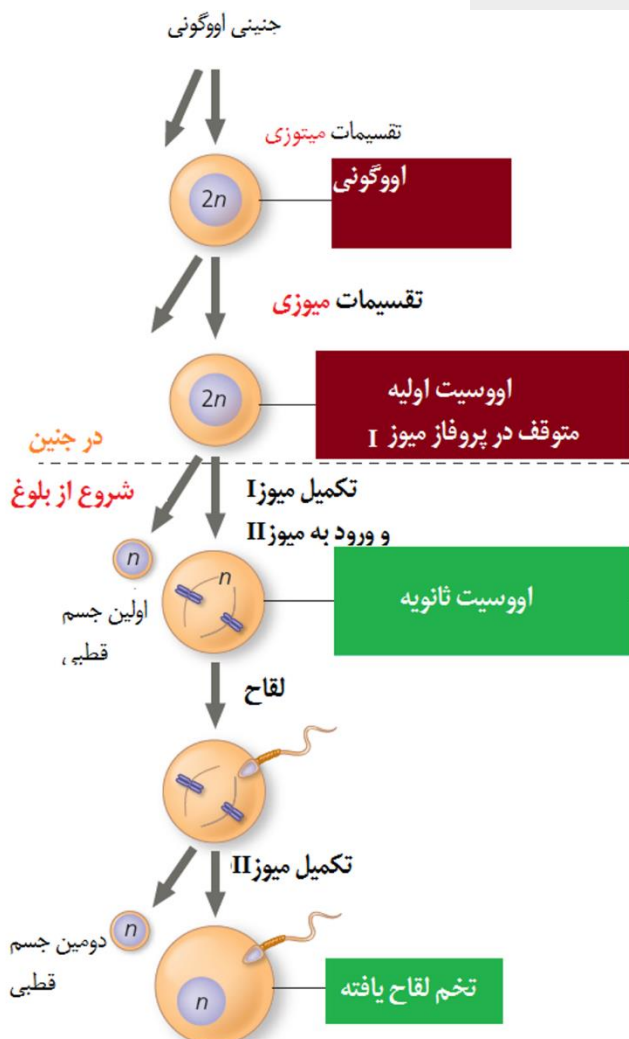 جنینی اووگونی
تقسیمات میتوزی
اووگونی
2n
تقسیمات میوزی
اووسیت اولیه
متوقف در پروفاز میوز I
2n
در جنین
شروع از بلوغ
تکمیل میوزI
و ورود به میوزII
n
n
اووسیت ثانویه
اولین جسم
قطبی
لقاح
تکمیل میوزII
n
دومین جسم
قطبی
n
تخم لقاح یافته